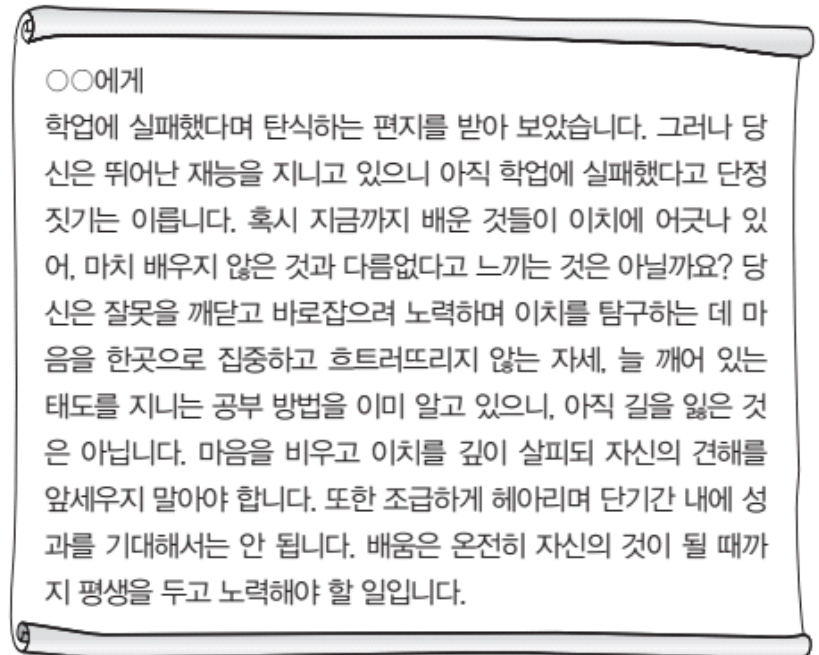 ○○에게
학업에 실패했다며 탄식하는 편지를 받아 보았습니다. 그러나 당
신은 뛰어난 재능을 지니고 있으니 아직 학업에 실패했다고 단정
짓기는 이릅니다. 혹시 지금까지 배운 것들이 이치에 어긋나 있
어, 마치 배우지 않은 것과 다름없다고 느끼는 것은 아닐까요? 당
신은 잘못을 깨닫고 바로잡으려 노력하며 이치를 탐구하는 데 마
음을 한곳으로 집중하고 흐트러뜨리지 않는 자세, 늘 깨어 있는
태도를 지니는 공부 방법을 이미 알고 있으니, 아직 길을 잃은 것
은 아닙니다. 마음을 비우고 이치를 깊이 살피되 자신의 견해를
앞세우지 말아야 합니다. 또한 조급하게 헤아리며 단기간 내에 성
과를 기대해서는 안 됩니다. 배움은 온전히 자신의 것이 될 때까
지 평생을 두고 노력해야 할 일입니다.